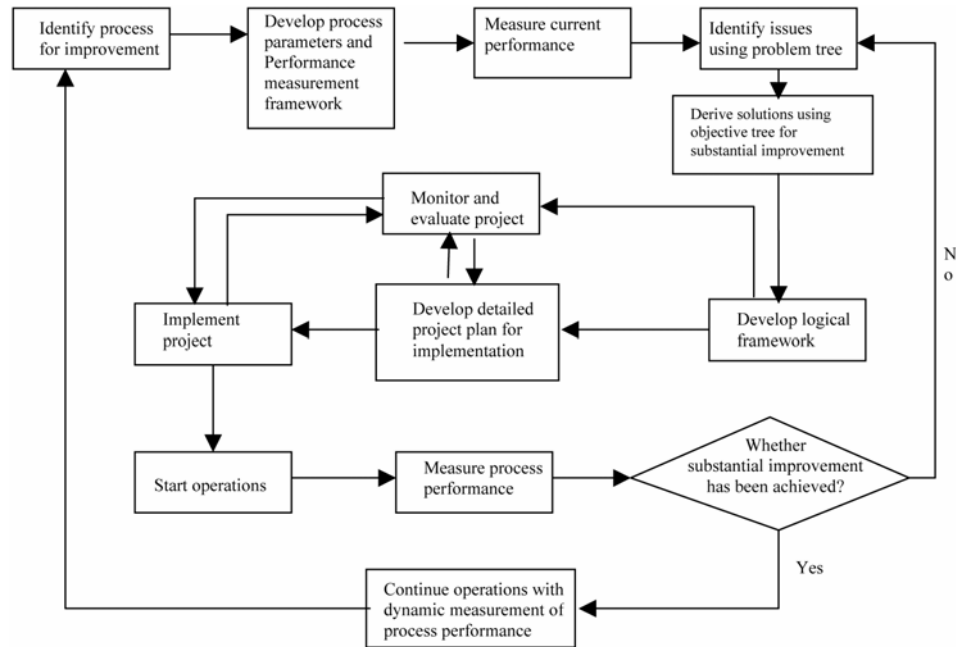 Identify process
for improvement
Develop process
parameters and
Performance
measurement
framework
Measure current
performance
Identify issues
using problem tree
Derive solutions using
objective tree for
substantial improvement
Monitor and
evaluate project
N
o
Implement
project
Develop detailed
project plan for
implementation
Develop logical
framework
Start operations
Measure process
performance
Whether
substantial improvement
has been achieved?
Yes
Continue operations with
dynamic measurement of
process performance